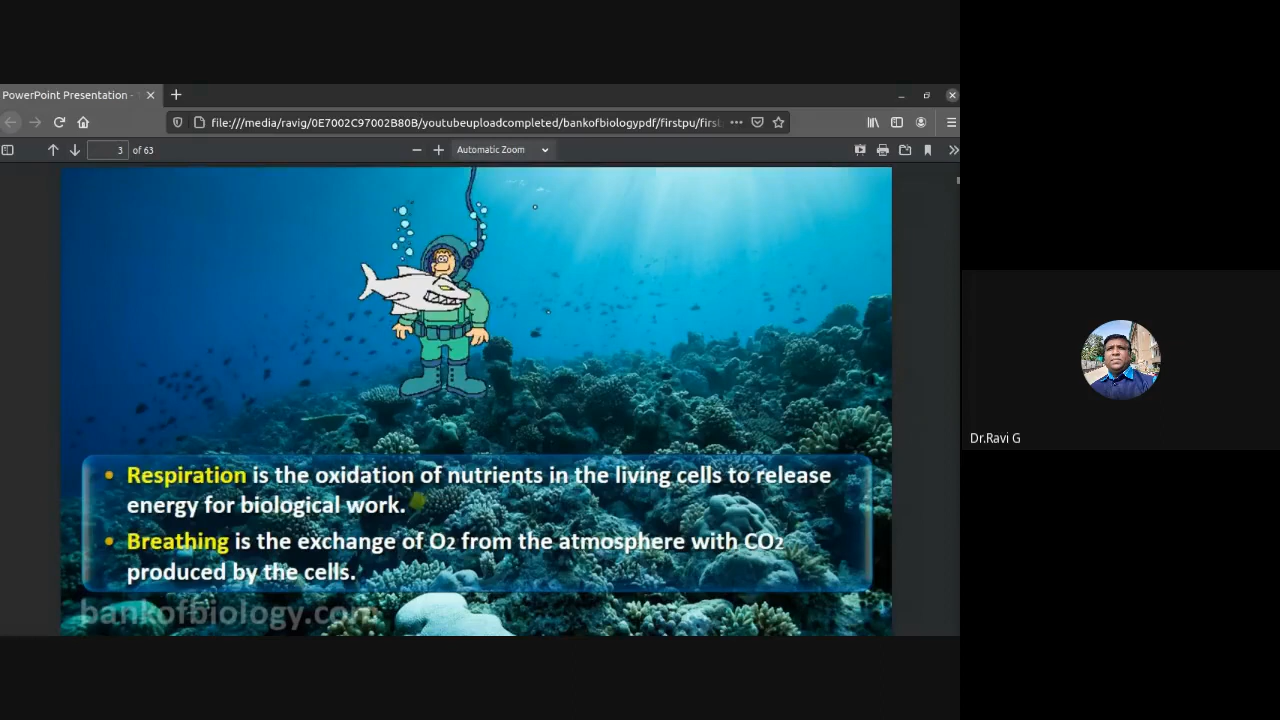 PowerPoint Presentation -
file:///media/ravig/0E7002C97002B80B/youtubeuploadcompleted/bankofbiologypdf/firstpu/first
3 of 63
Automatic Zoom
• Respiration is the oxidation of nutrients in the living cells to release
energy for biological work.
• Breathing is the exchange of O2 from the atmosphere with CO2
produced by the cells.
bankofbiology.com
Dr.Ravi G